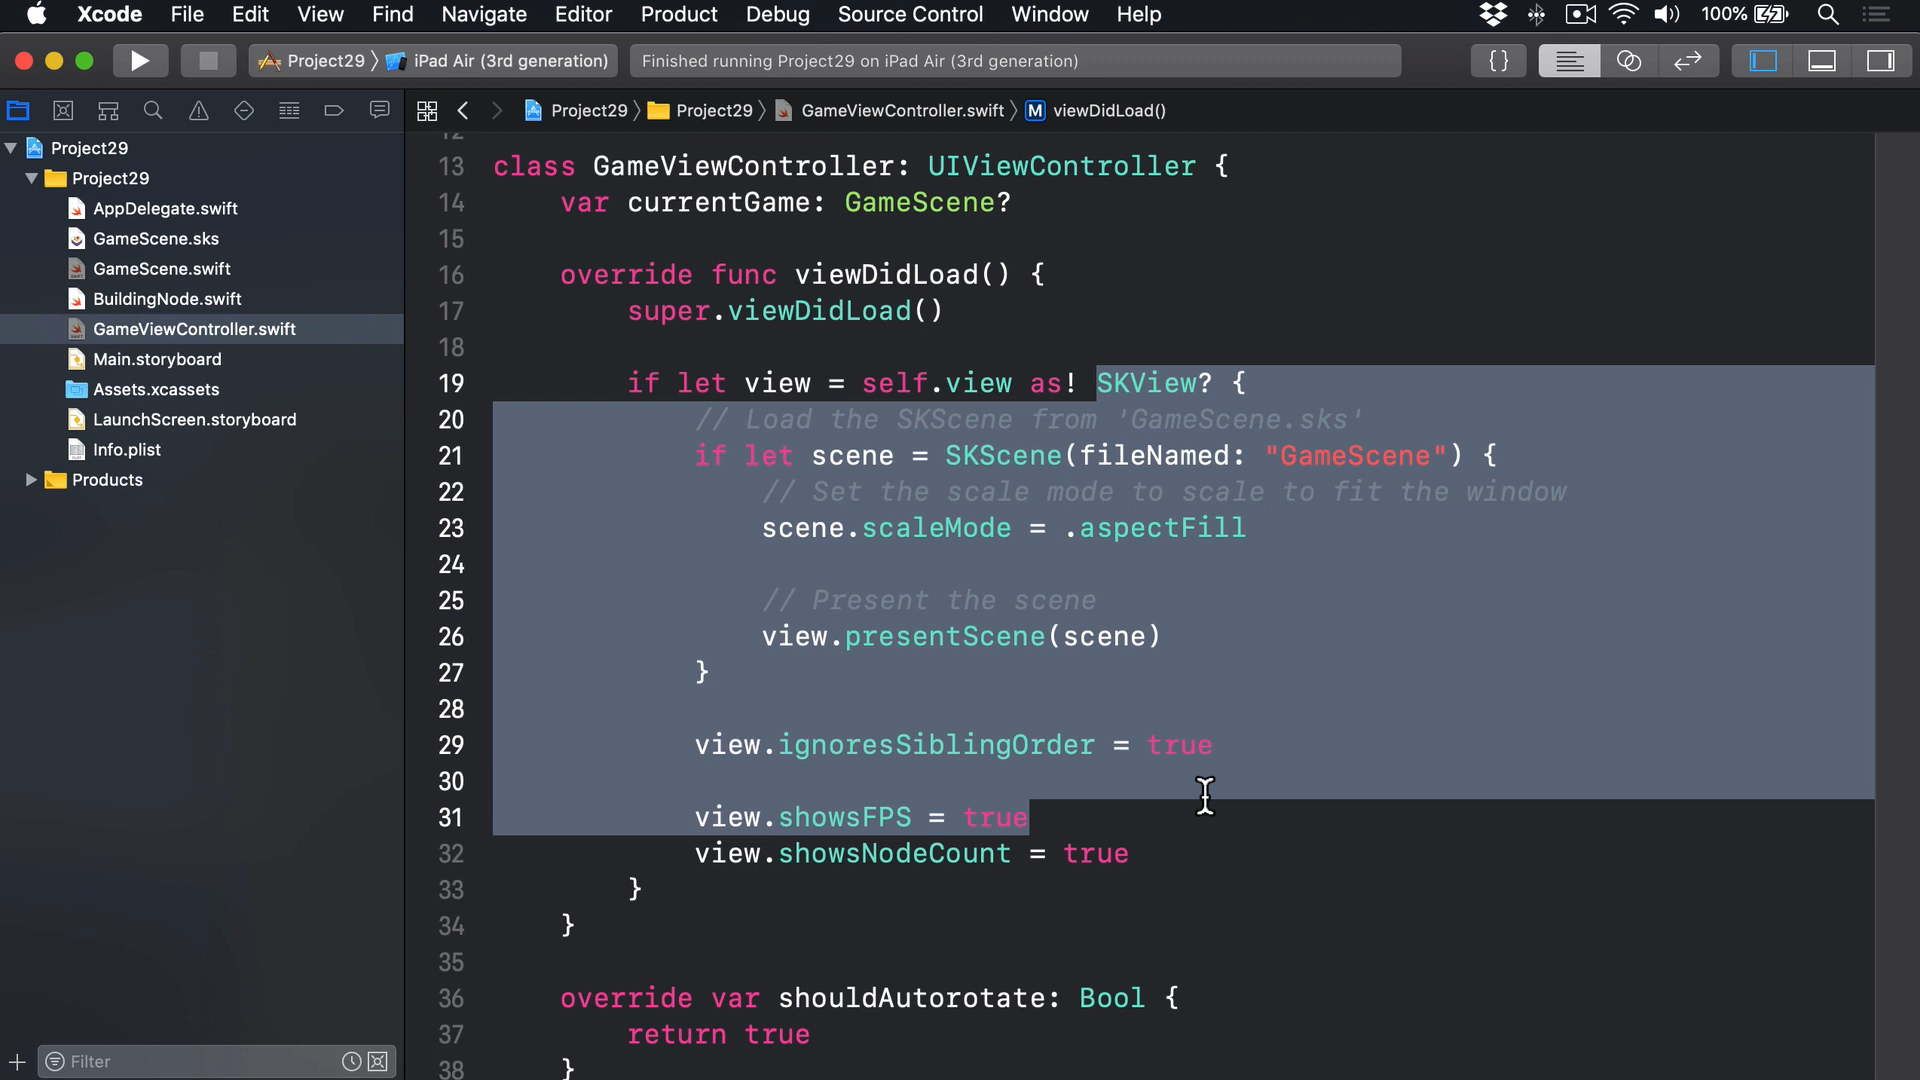 Xcode File Edit View Find Navigate Editor Product Debug Source Control Window Help 100%
Project29 iPad Air (3rd generation) Finished running Project29 on iPad Air (3rd generation) {}
Project29 Project29 GameViewController.swift M viewDidLoad()
Project29
Project29
AppDelegate.swift
GameScene.sks
GameScene.swift
BuildingNode.swift
GameViewController.swift
Main.storyboard
Assets.xcassets
LaunchScreen.storyboard
Info.plist
Products
Filter
12
13 class GameViewController: UIViewController {
14 var currentGame: GameScene?
15
16 override func viewDidLoad() {
17 super.viewDidLoad()
18
19 if let view = self.view as! SKView? {
20 // Load the SKScene from 'GameScene.sks'
21 if let scene = SKScene(fileNamed: "GameScene") {
22 // Set the scale mode to scale to fit the window
23 scene.scaleMode = .aspectFill
24
25 // Present the scene
26 view.presentScene(scene)
27 }
28
29 view.ignoresSiblingOrder = true
30
31 view.showsFPS = true
32 view.showsNodeCount = true
33 }
34 }
35
36 override var shouldAutorotate: Bool {
37 return true
38 }